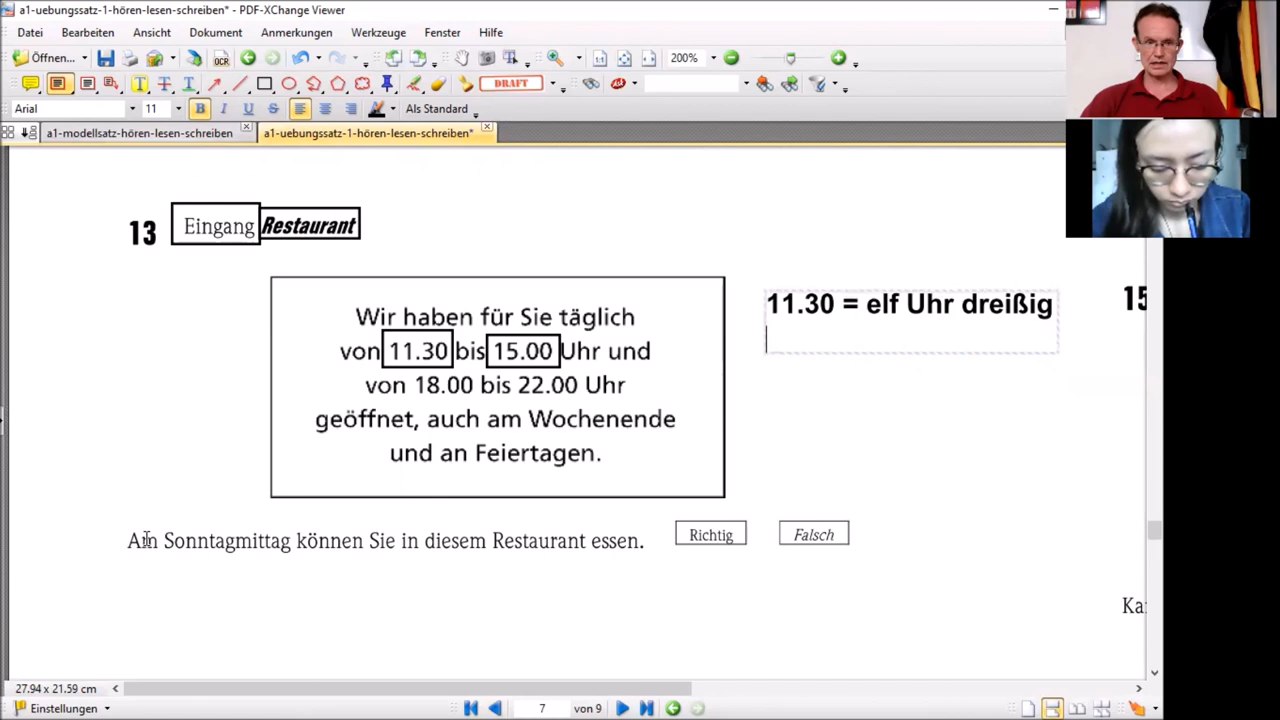 a1-uebungssatz-1-hören-lesen-schreiben* - PDF-XChange Viewer
Datei Bearbeiten Ansicht Dokument Anmerkungen Werkzeuge Fenster Hilfe
Öffnen... OCR 200%
DRAFT
Arial 11 B I U S Als Standard
a1-modellsatz-hören-lesen-schreiben a1-uebungssatz-1-hören-lesen-schreiben*
13 Eingang Restaurant
Wir haben für Sie täglich
von 11.30 bis 15.00 Uhr und
von 18.00 bis 22.00 Uhr
geöffnet, auch am Wochenende
und an Feiertagen.
11.30 = elf Uhr dreißig
15
Am Sonntagmittag können Sie in diesem Restaurant essen. Richtig Falsch
Ka
27.94 x 21.59 cm
Einstellungen 7 von 9